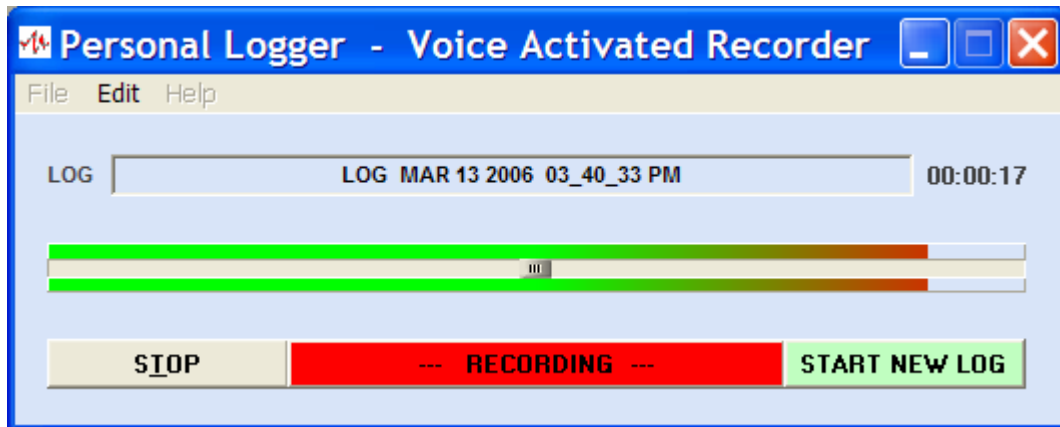 Personal Logger - Voice Activated Recorder
File Edit Help
LOG LOG MAR 13 2006 03_40_33 PM 00:00:17
STOP --- RECORDING --- START NEW LOG